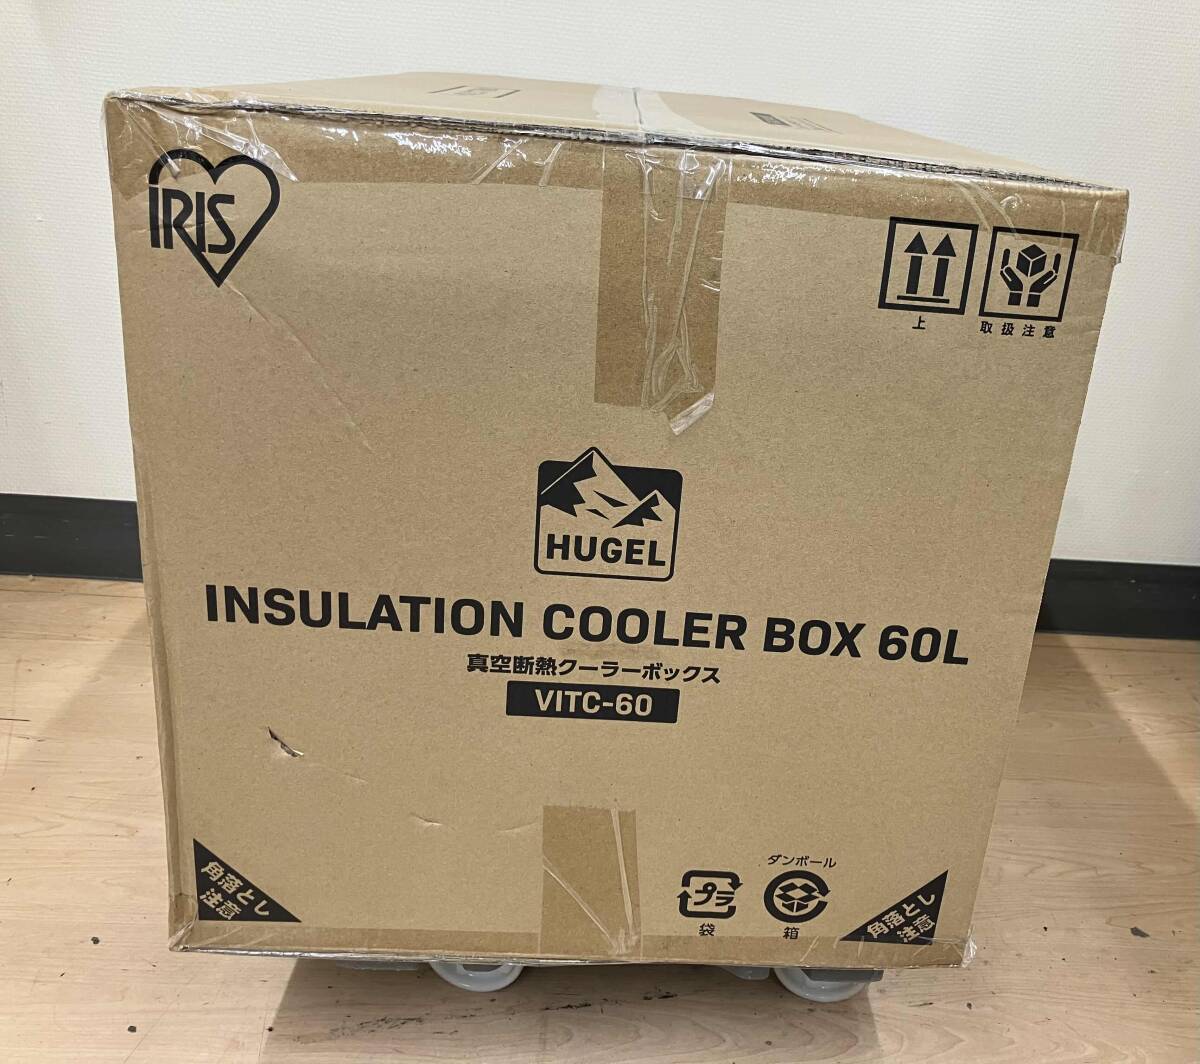 IRIS
上
取扱注意
HUGEL
INSULATION COOLER BOX 60L
真空断熱クーラーボックス
VITC-60
角落とし
注意
プラ
袋
ダンボール
箱
角落とし
注意